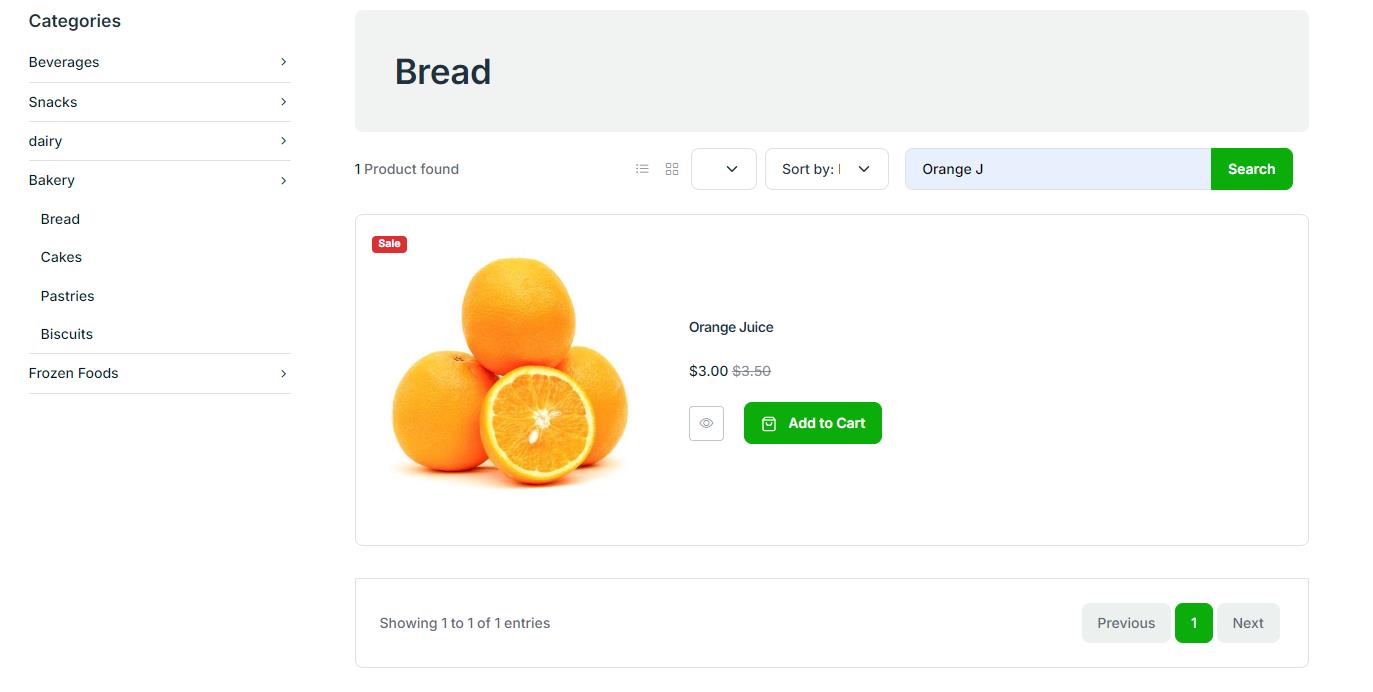 Categories
Beverages
Snacks
dairy
Bakery
Bread
Cakes
Pastries
Biscuits
Frozen Foods
Bread
1 Product found
Sort by:
Orange J
Search
Sale
Orange Juice
$3.00 $3.50
Add to Cart
Showing 1 to 1 of 1 entries
Previous
1
Next